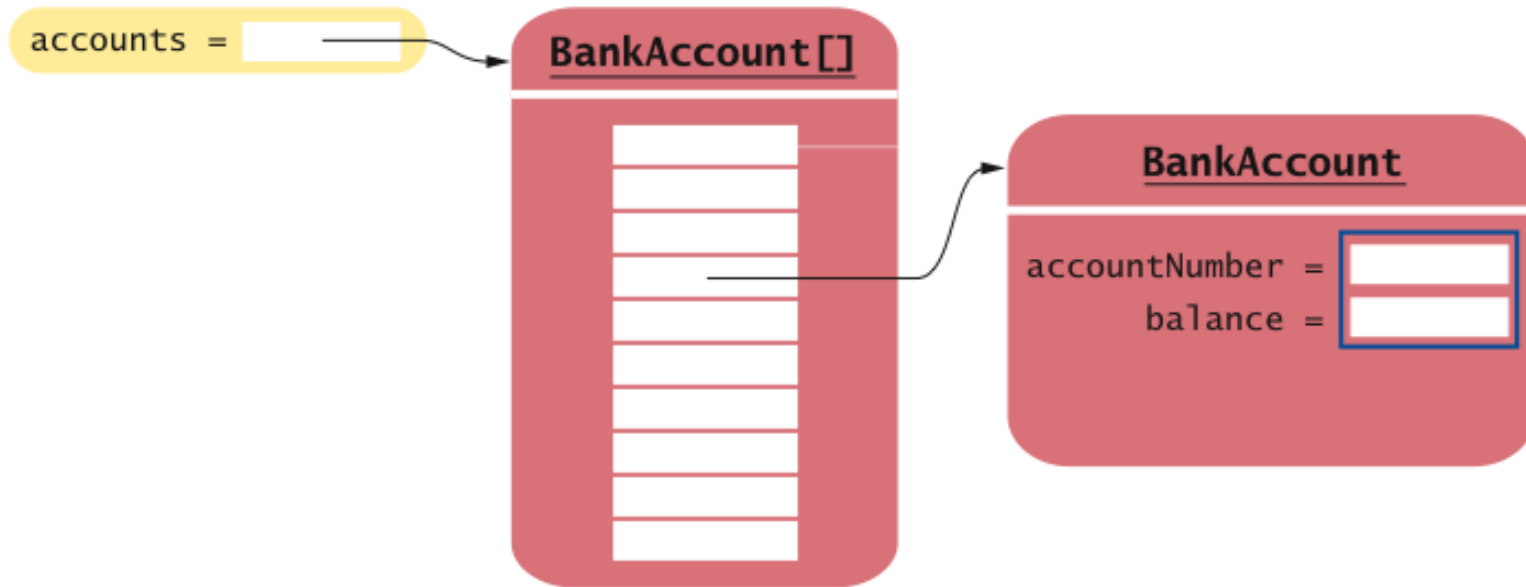 accounts =
BankAccount[]
BankAccount
accountNumber =
balance =